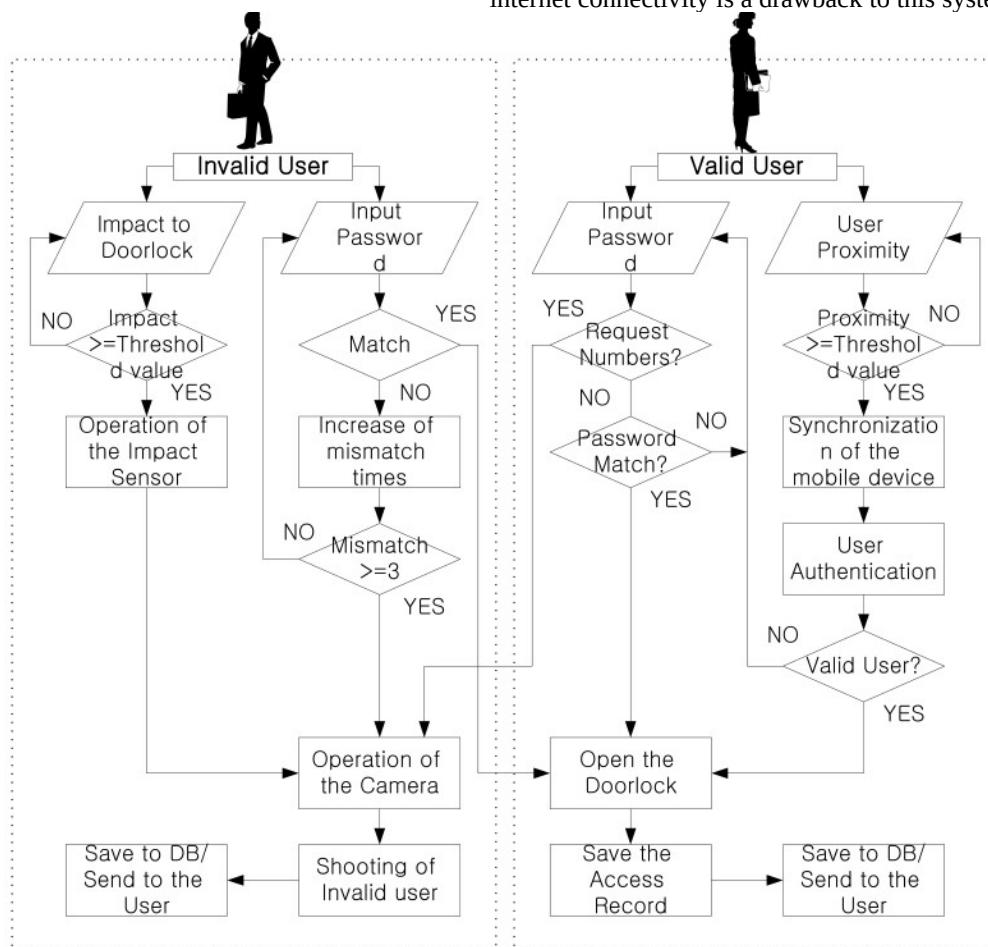 internet connectivity is a drawback to this syste
Invalid User
Valid User
Impact to
Doorlock
Input
Passwor
d
Input
Passwor
d
User
Proximity
NO
Impact
>=Threshol
d value
YES
Match
YES
NO
YES
Request
Numbers?
NO
Proximity
>=Threshol
d value
NO
YES
Operation of
the Impact
Sensor
Increase of
mismatch
times
Password
Match?
NO
YES
Synchronizatio
n of the
mobile device
NO
Mismatch
>=3
YES
User
Authentication
NO
Valid User?
YES
Operation of
the Camera
Open the
Doorlock
Save to DB/
Send to the
User
Shooting of
Invalid user
Save the
Access
Record
Save to DB/
Send to the
User